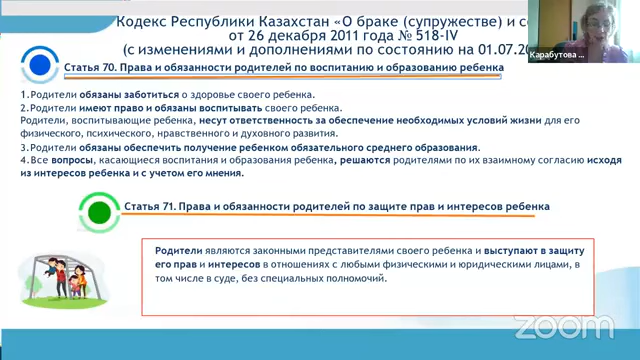 Кодекс Республики Казахстан «О браке (супружестве) и се
от 26 декабря 2011 года № 518-IV
(с изменениями и дополнениями по состоянию на 01.07.20
Карабутова ...
Статья 70. Права и обязанности родителей по воспитанию и образованию ребенка
1.Родители обязаны заботиться о здоровье своего ребенка.
2.Родители имеют право и обязаны воспитывать своего ребенка.
Родители, воспитывающие ребенка, несут ответственность за обеспечение необходимых условий жизни для его
физического, психического, нравственного и духовного развития.
3.Родители обязаны обеспечить получение ребенком обязательного среднего образования.
4.Все вопросы, касающиеся воспитания и образования ребенка, решаются родителями по их взаимному согласию исходя
из интересов ребенка и с учетом его мнения.
Статья 71. Права и обязанности родителей по защите прав и интересов ребенка
Родители являются законными представителями своего ребенка и выступают в защиту
его прав и интересов в отношениях с любыми физическими и юридическими лицами, в
том числе в суде, без специальных полномочий.
zoom